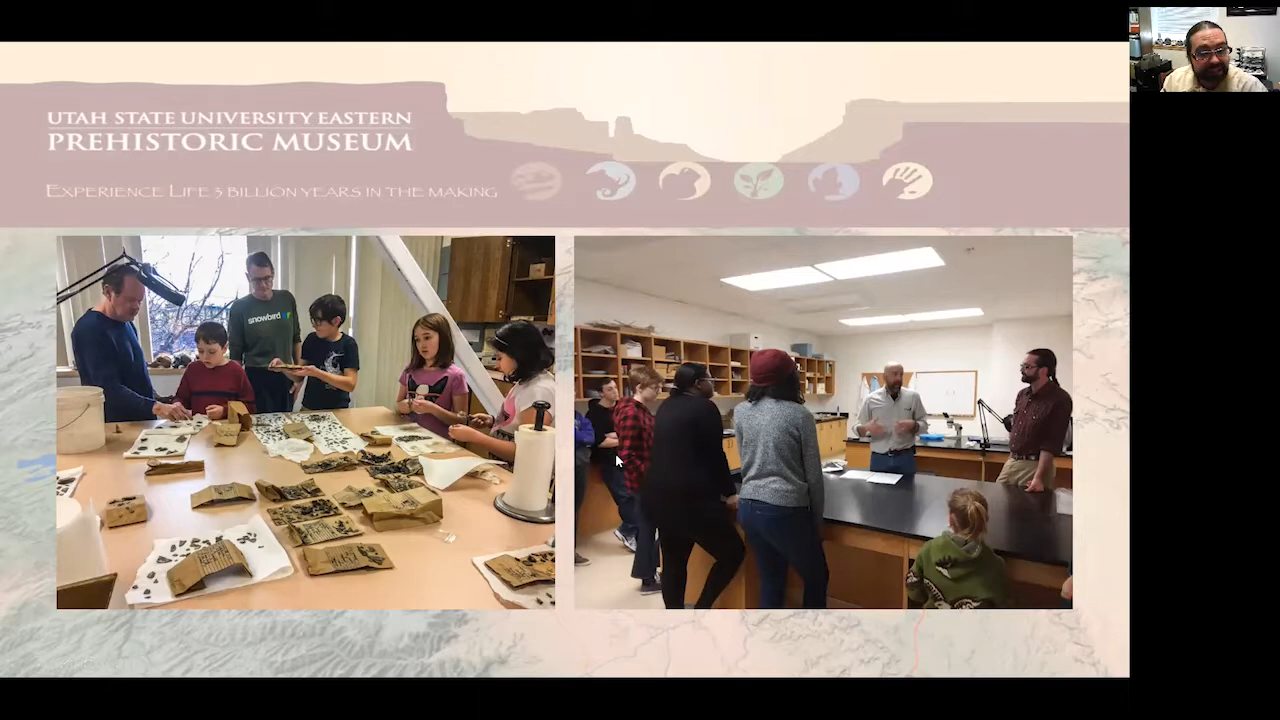 UTAH STATE UNIVERSITY EASTERN
PREHISTORIC MUSEUM
EXPERIENCE LIFE 3 BILLION YEARS IN THE MAKING
snowbird